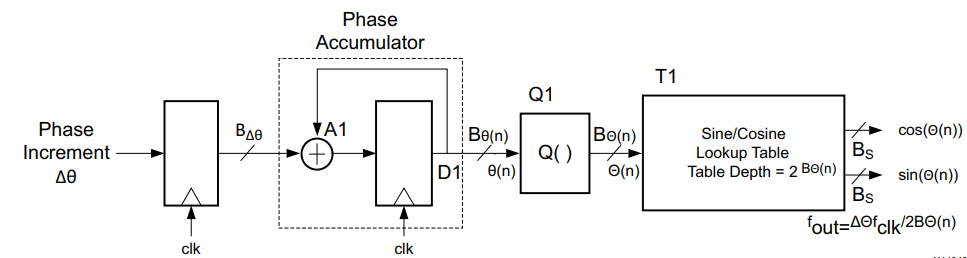 Phase
Accumulator
Phase
Increment
Δθ
clk
BΔθ
A1
D1
clk
Bθ(n)
θ(n)
Q1
Q( )
BΘ(n)
Θ(n)
T1
Sine/Cosine
Lookup Table
Table Depth = 2 BΘ(n)
cos(Θ(n))
BS
sin(Θ(n))
BS
fout=ΔΘfclk/2BΘ(n)